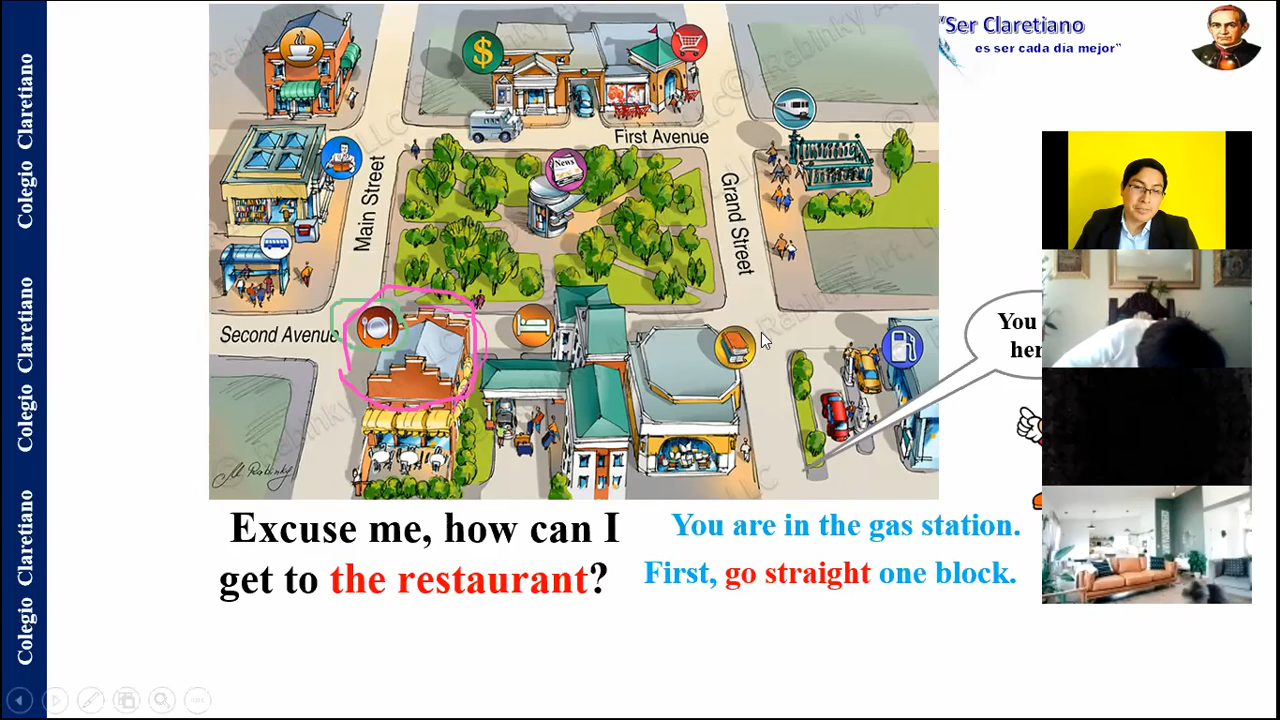 "Ser Claretiano
es ser cada día mejor"
Colegio Claretiano
Colegio Claretiano
Colegio Claretiano
$
News
First Avenue
Main Street
Grand Street
Second Avenue
You
her
M. Rabinky
Excuse me, how can I
get to the restaurant?
You are in the gas station.
First, go straight one block.